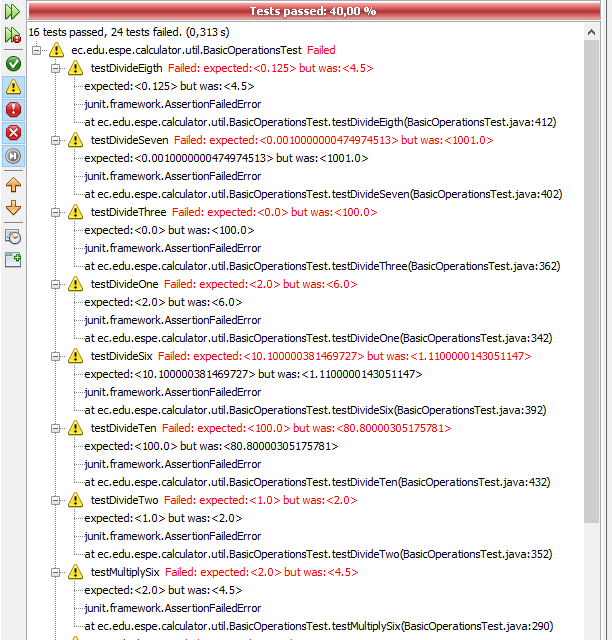 Tests passed: 40,00 %
16 tests passed, 24 tests failed. (0,313 s)
ec.edu.espe.calculator.util.BasicOperationsTest Failed
testDivideEigth Failed: expected:<0.125> but was:<4.5>
expected:<0.125> but was:<4.5>
junit.framework.AssertionFailedError
at ec.edu.espe.calculator.util.BasicOperationsTest.testDivideEigth(BasicOperationsTest.java:412)
testDivideSeven Failed: expected:<0.0010000000474974513> but was:<1001.0>
expected:<0.0010000000474974513> but was:<1001.0>
junit.framework.AssertionFailedError
at ec.edu.espe.calculator.util.BasicOperationsTest.testDivideSeven(BasicOperationsTest.java:402)
testDivideThree Failed: expected:<0.0> but was:<100.0>
expected:<0.0> but was:<100.0>
junit.framework.AssertionFailedError
at ec.edu.espe.calculator.util.BasicOperationsTest.testDivideThree(BasicOperationsTest.java:362)
testDivideOne Failed: expected:<2.0> but was:<6.0>
expected:<2.0> but was:<6.0>
junit.framework.AssertionFailedError
at ec.edu.espe.calculator.util.BasicOperationsTest.testDivideOne(BasicOperationsTest.java:342)
testDivideSix Failed: expected:<10.100000381469727> but was:<1.1100000143051147>
expected:<10.100000381469727> but was:<1.1100000143051147>
junit.framework.AssertionFailedError
at ec.edu.espe.calculator.util.BasicOperationsTest.testDivideSix(BasicOperationsTest.java:392)
testDivideTen Failed: expected:<100.0> but was:<80.80000305175781>
expected:<100.0> but was:<80.80000305175781>
junit.framework.AssertionFailedError
at ec.edu.espe.calculator.util.BasicOperationsTest.testDivideTen(BasicOperationsTest.java:432)
testDivideTwo Failed: expected:<1.0> but was:<2.0>
expected:<1.0> but was:<2.0>
junit.framework.AssertionFailedError
at ec.edu.espe.calculator.util.BasicOperationsTest.testDivideTwo(BasicOperationsTest.java:352)
testMultiplySix Failed: expected:<2.0> but was:<4.5>
expected:<2.0> but was:<4.5>
junit.framework.AssertionFailedError
at ec.edu.espe.calculator.util.BasicOperationsTest.testMultiplySix(BasicOperationsTest.java:290)